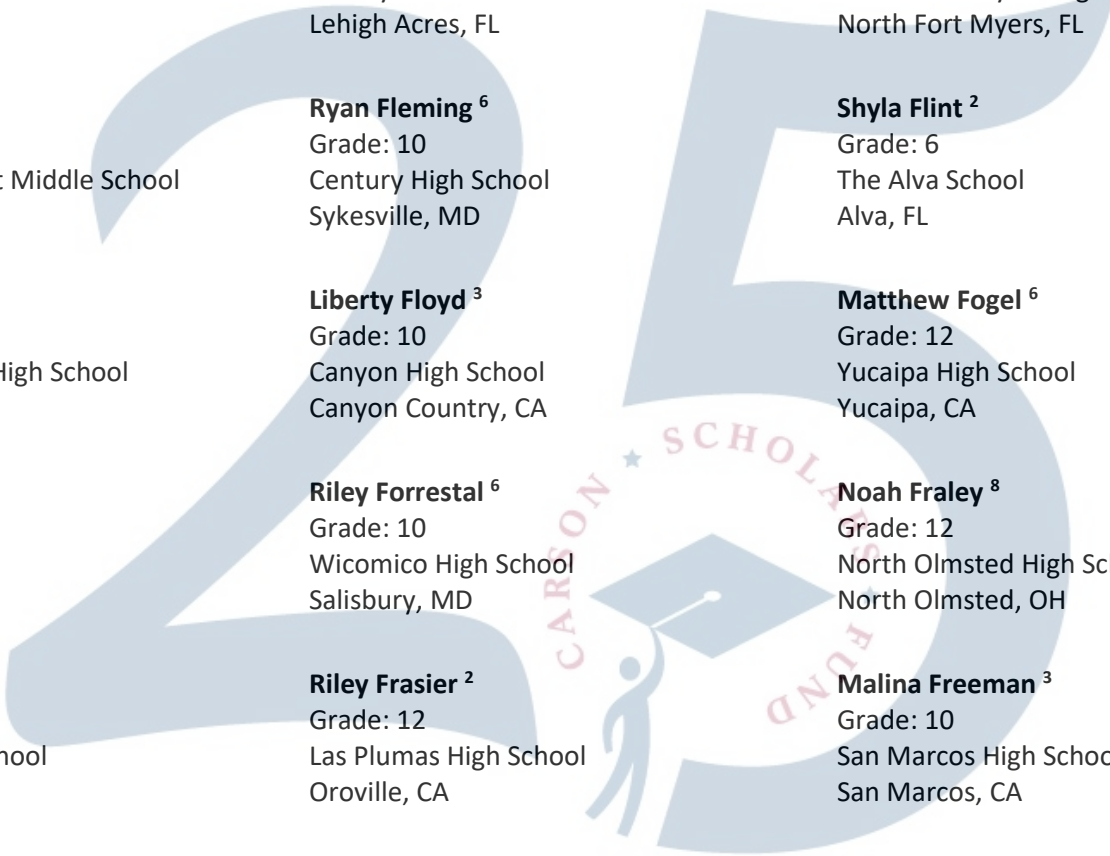 Lehigh Acres, FL
North Fort Myers, FL
Ryan Fleming ⁶
Shyla Flint ²
Grade: 10
Grade: 6
Middle School
Century High School
The Alva School
Sykesville, MD
Alva, FL
Liberty Floyd ³
Matthew Fogel ⁶
Grade: 10
Grade: 12
High School
Canyon High School
Yucaipa High School
Canyon Country, CA
Yucaipa, CA
Riley Forrestal ⁶
Noah Fraley ⁸
Grade: 10
Grade: 12
Wicomico High School
North Olmsted High
Salisbury, MD
North Olmsted, OH
Riley Frasier ²
Malina Freeman ³
Grade: 12
Grade: 10
Las Plumas High School
San Marcos High School
Oroville, CA
San Marcos, CA
25
CARSON ★ SCHOLARS ★ FUND